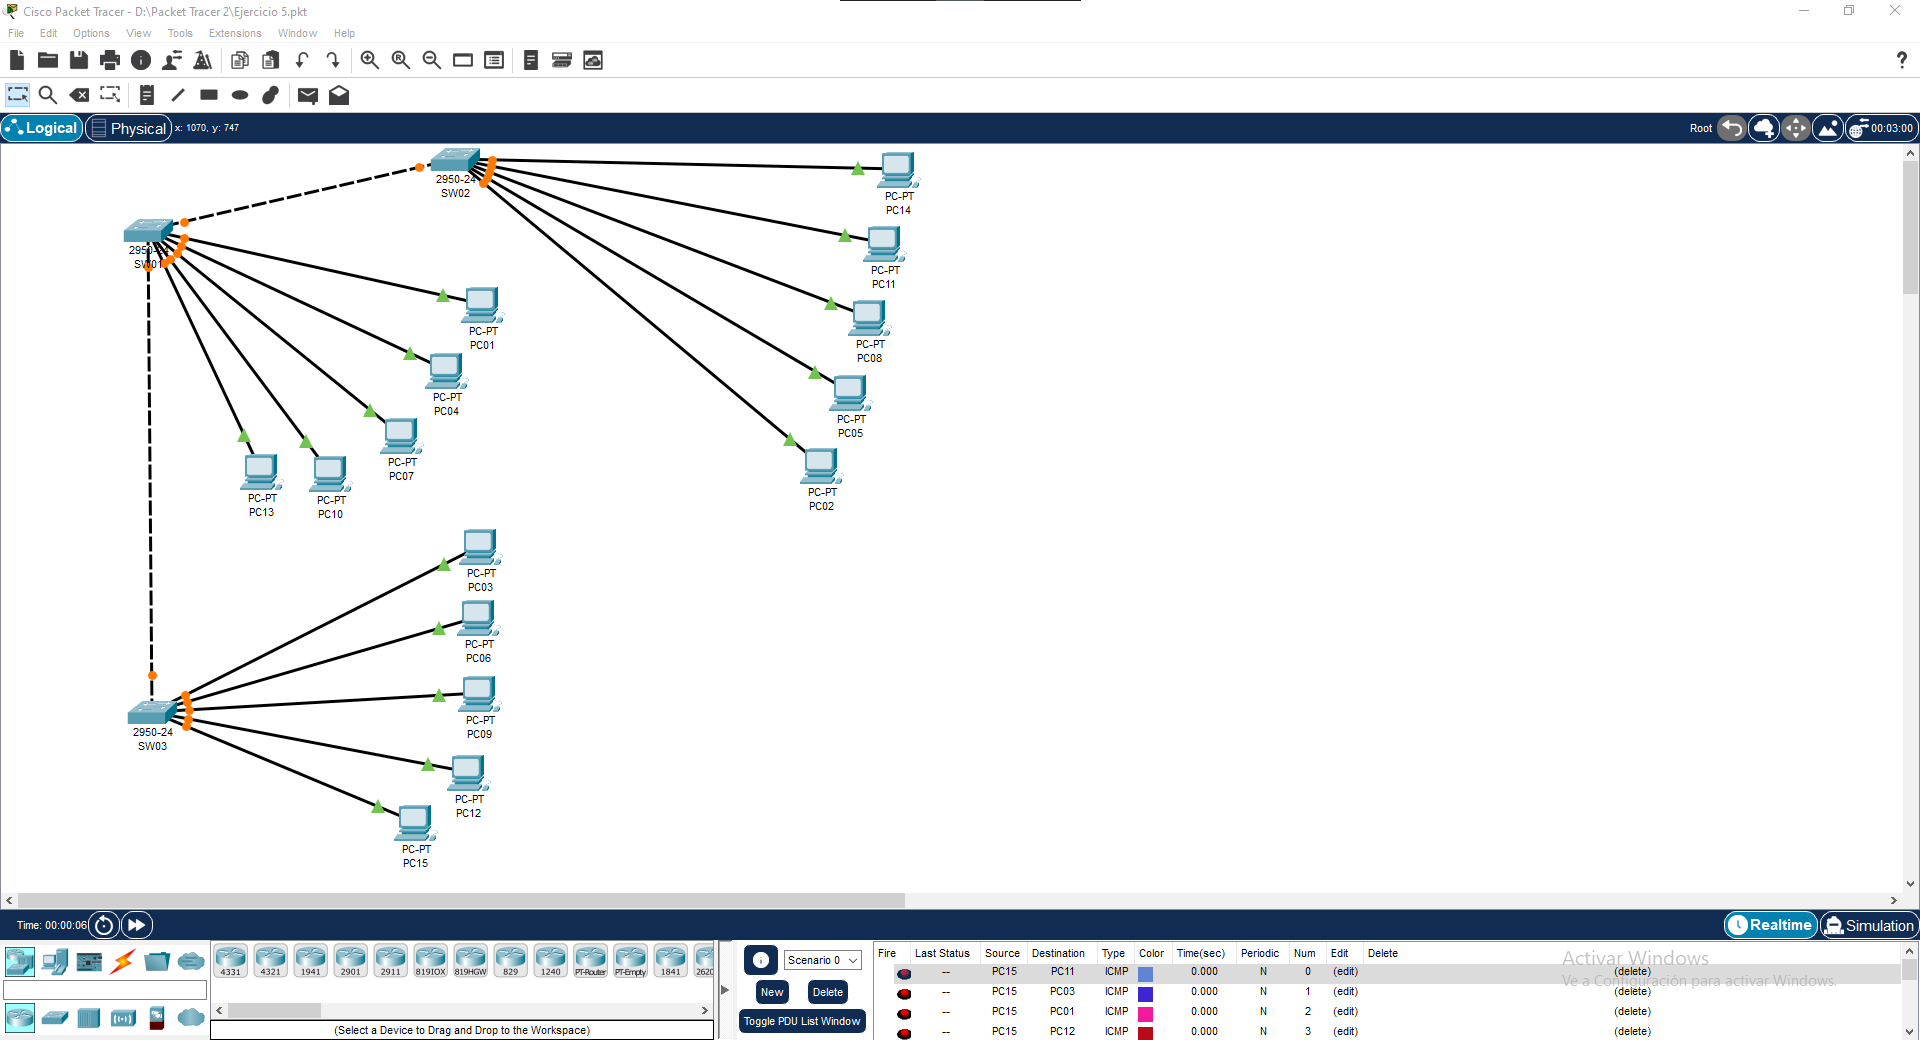 Cisco Packet Tracer - D:\Packet Tracer 2\Ejercicio 5.pkt
File Edit Options View Tools Extensions Window Help
?
Logical Physical x: 1070, y: 747 Root 00:03:00
2950-24
SW02
2950-24
SW01
PC-PT
PC14
PC-PT
PC11
PC-PT
PC01
PC-PT
PC08
PC-PT
PC04
PC-PT
PC05
PC-PT
PC07
PC-PT
PC13
PC-PT
PC10
PC-PT
PC02
PC-PT
PC03
PC-PT
PC06
PC-PT
PC09
2950-24
SW03
PC-PT
PC12
PC-PT
PC15
Time: 00:00:06 Realtime Simulation
4331 4321 1941 2901 2911 819IOX 819HGW 829 1240 PT-Router PT-Empty 1841 2620
(Select a Device to Drag and Drop to the Workspace)
Scenario 0
New Delete
Toggle PDU List Window
Fire Last Status Source Destination Type Color Time(sec) Periodic Num Edit Delete
-- PC15 PC11 ICMP 0.000 N 0 (edit) (delete)
-- PC15 PC03 ICMP 0.000 N 1 (edit) (delete)
-- PC15 PC01 ICMP 0.000 N 2 (edit) (delete)
-- PC15 PC12 ICMP 0.000 N 3 (edit) (delete)
Activar Windows
Ve a Configuración para activar Windows.